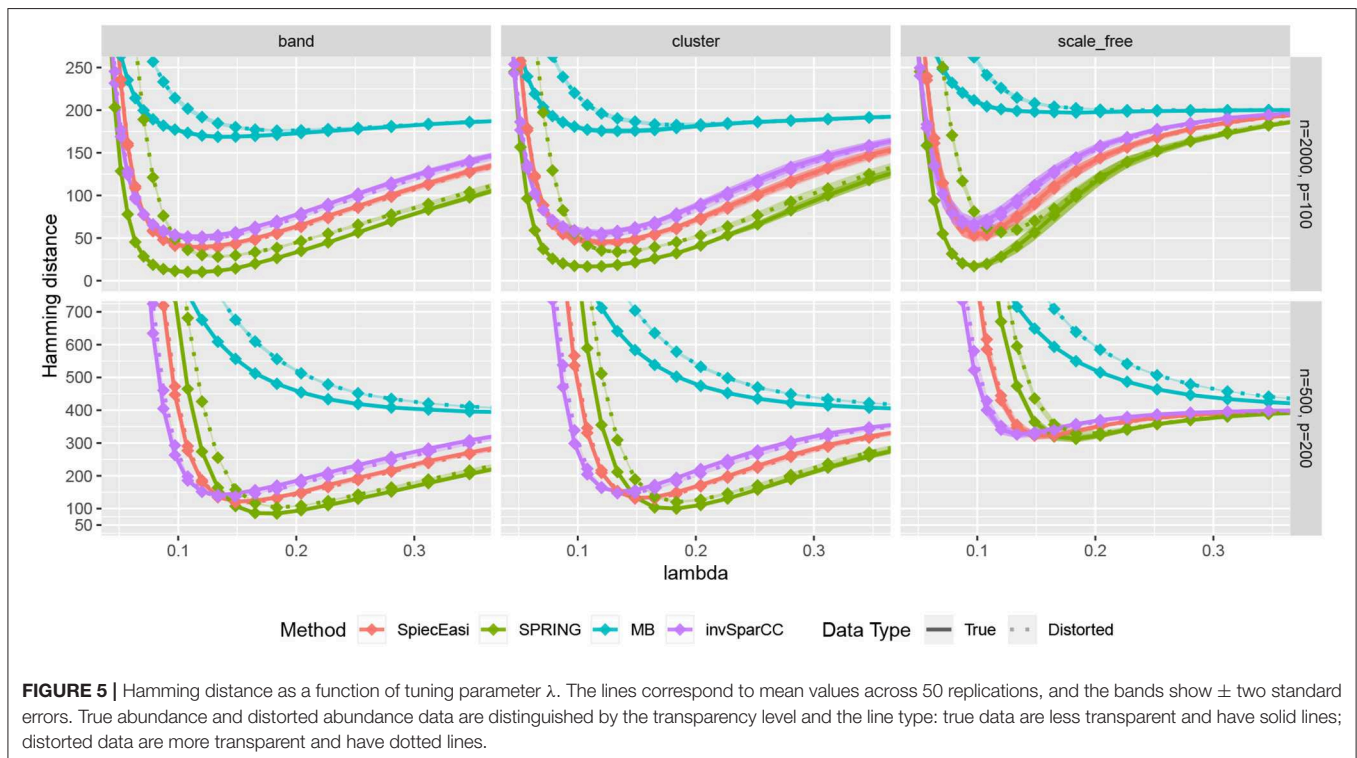 band
cluster
scale_free
Hamming distance
250
200
150
100
50
0
n=2000, p=100
700
600
500
400
300
200
100
50
n=500, p=200
0.1
0.2
0.3
0.1
0.2
0.3
0.1
0.2
0.3
lambda
Method SpiecEasi SPRING MB invSparCC Data Type True Distorted
FIGURE 5 | Hamming distance as a function of tuning parameter λ. The lines correspond to mean values across 50 replications, and the bands show ± two standard
errors. True abundance and distorted abundance data are distinguished by the transparency level and the line type: true data are less transparent and have solid lines;
distorted data are more transparent and have dotted lines.